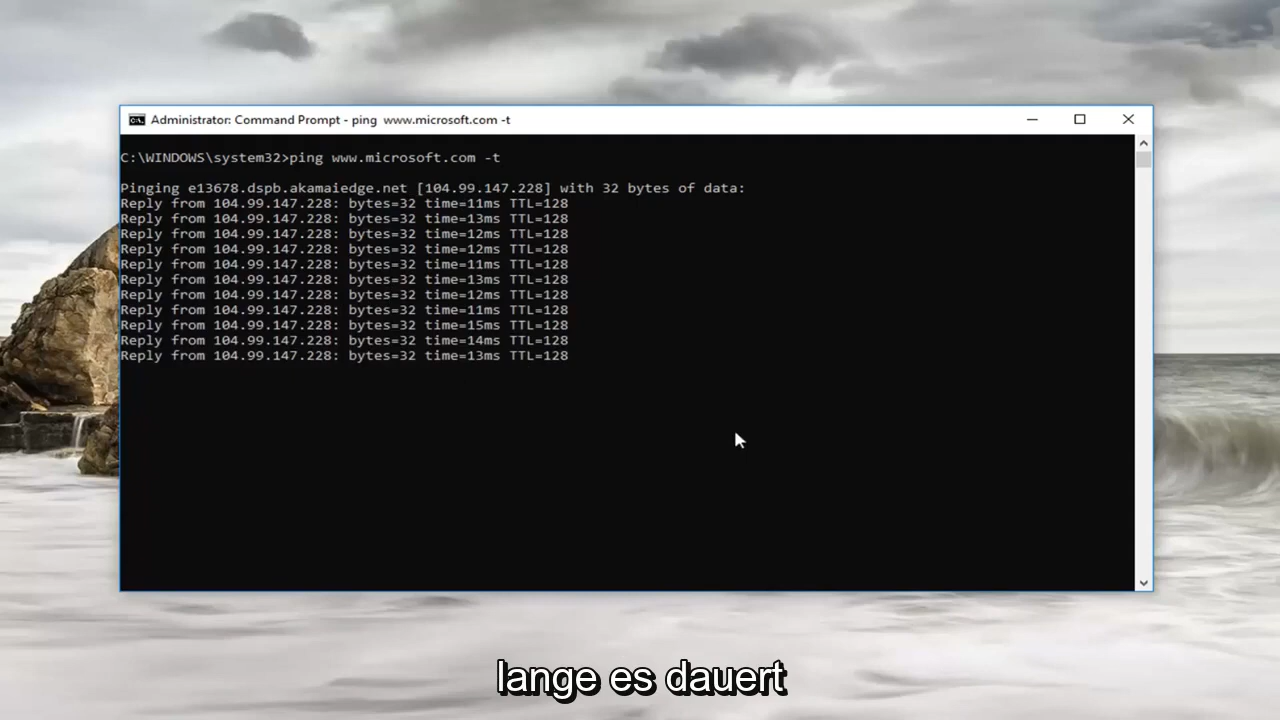 Administrator: Command Prompt - ping  www.microsoft.com -t
C:\WINDOWS\system32>ping www.microsoft.com -t
Pinging e13678.dspb.akamaiedge.net [104.99.147.228] with 32 bytes of data:
Reply from 104.99.147.228: bytes=32 time=11ms TTL=128
Reply from 104.99.147.228: bytes=32 time=13ms TTL=128
Reply from 104.99.147.228: bytes=32 time=12ms TTL=128
Reply from 104.99.147.228: bytes=32 time=12ms TTL=128
Reply from 104.99.147.228: bytes=32 time=11ms TTL=128
Reply from 104.99.147.228: bytes=32 time=13ms TTL=128
Reply from 104.99.147.228: bytes=32 time=12ms TTL=128
Reply from 104.99.147.228: bytes=32 time=11ms TTL=128
Reply from 104.99.147.228: bytes=32 time=15ms TTL=128
Reply from 104.99.147.228: bytes=32 time=14ms TTL=128
Reply from 104.99.147.228: bytes=32 time=13ms TTL=128
lange es dauert